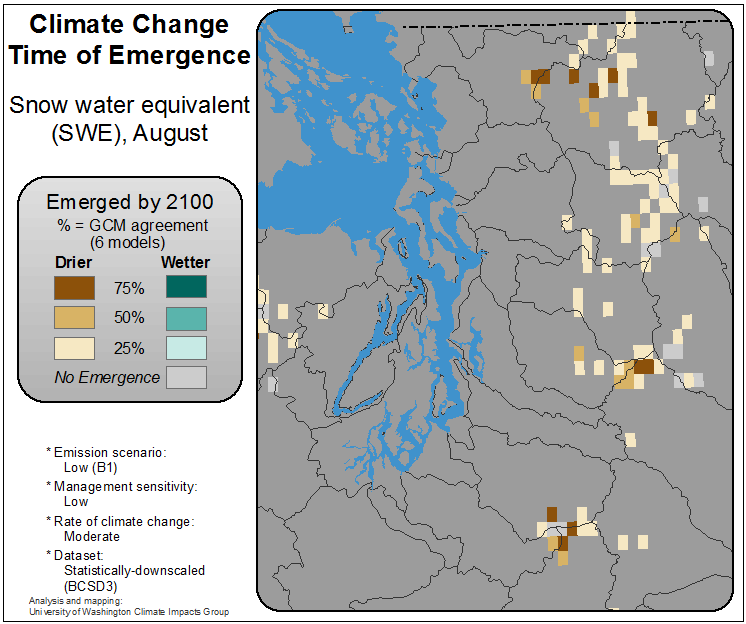 Climate Change
Time of Emergence
Snow water equivalent
(SWE), August
Emerged by 2100
% = GCM agreement
(6 models)
Drier Wetter
75%
50%
25%
No Emergence
* Emission scenario:
Low (B1)
* Management sensitivity:
Low
* Rate of climate change:
Moderate
* Dataset:
Statistically-downscaled
(BCSD3)
Analysis and mapping:
University of Washington Climate Impacts Group